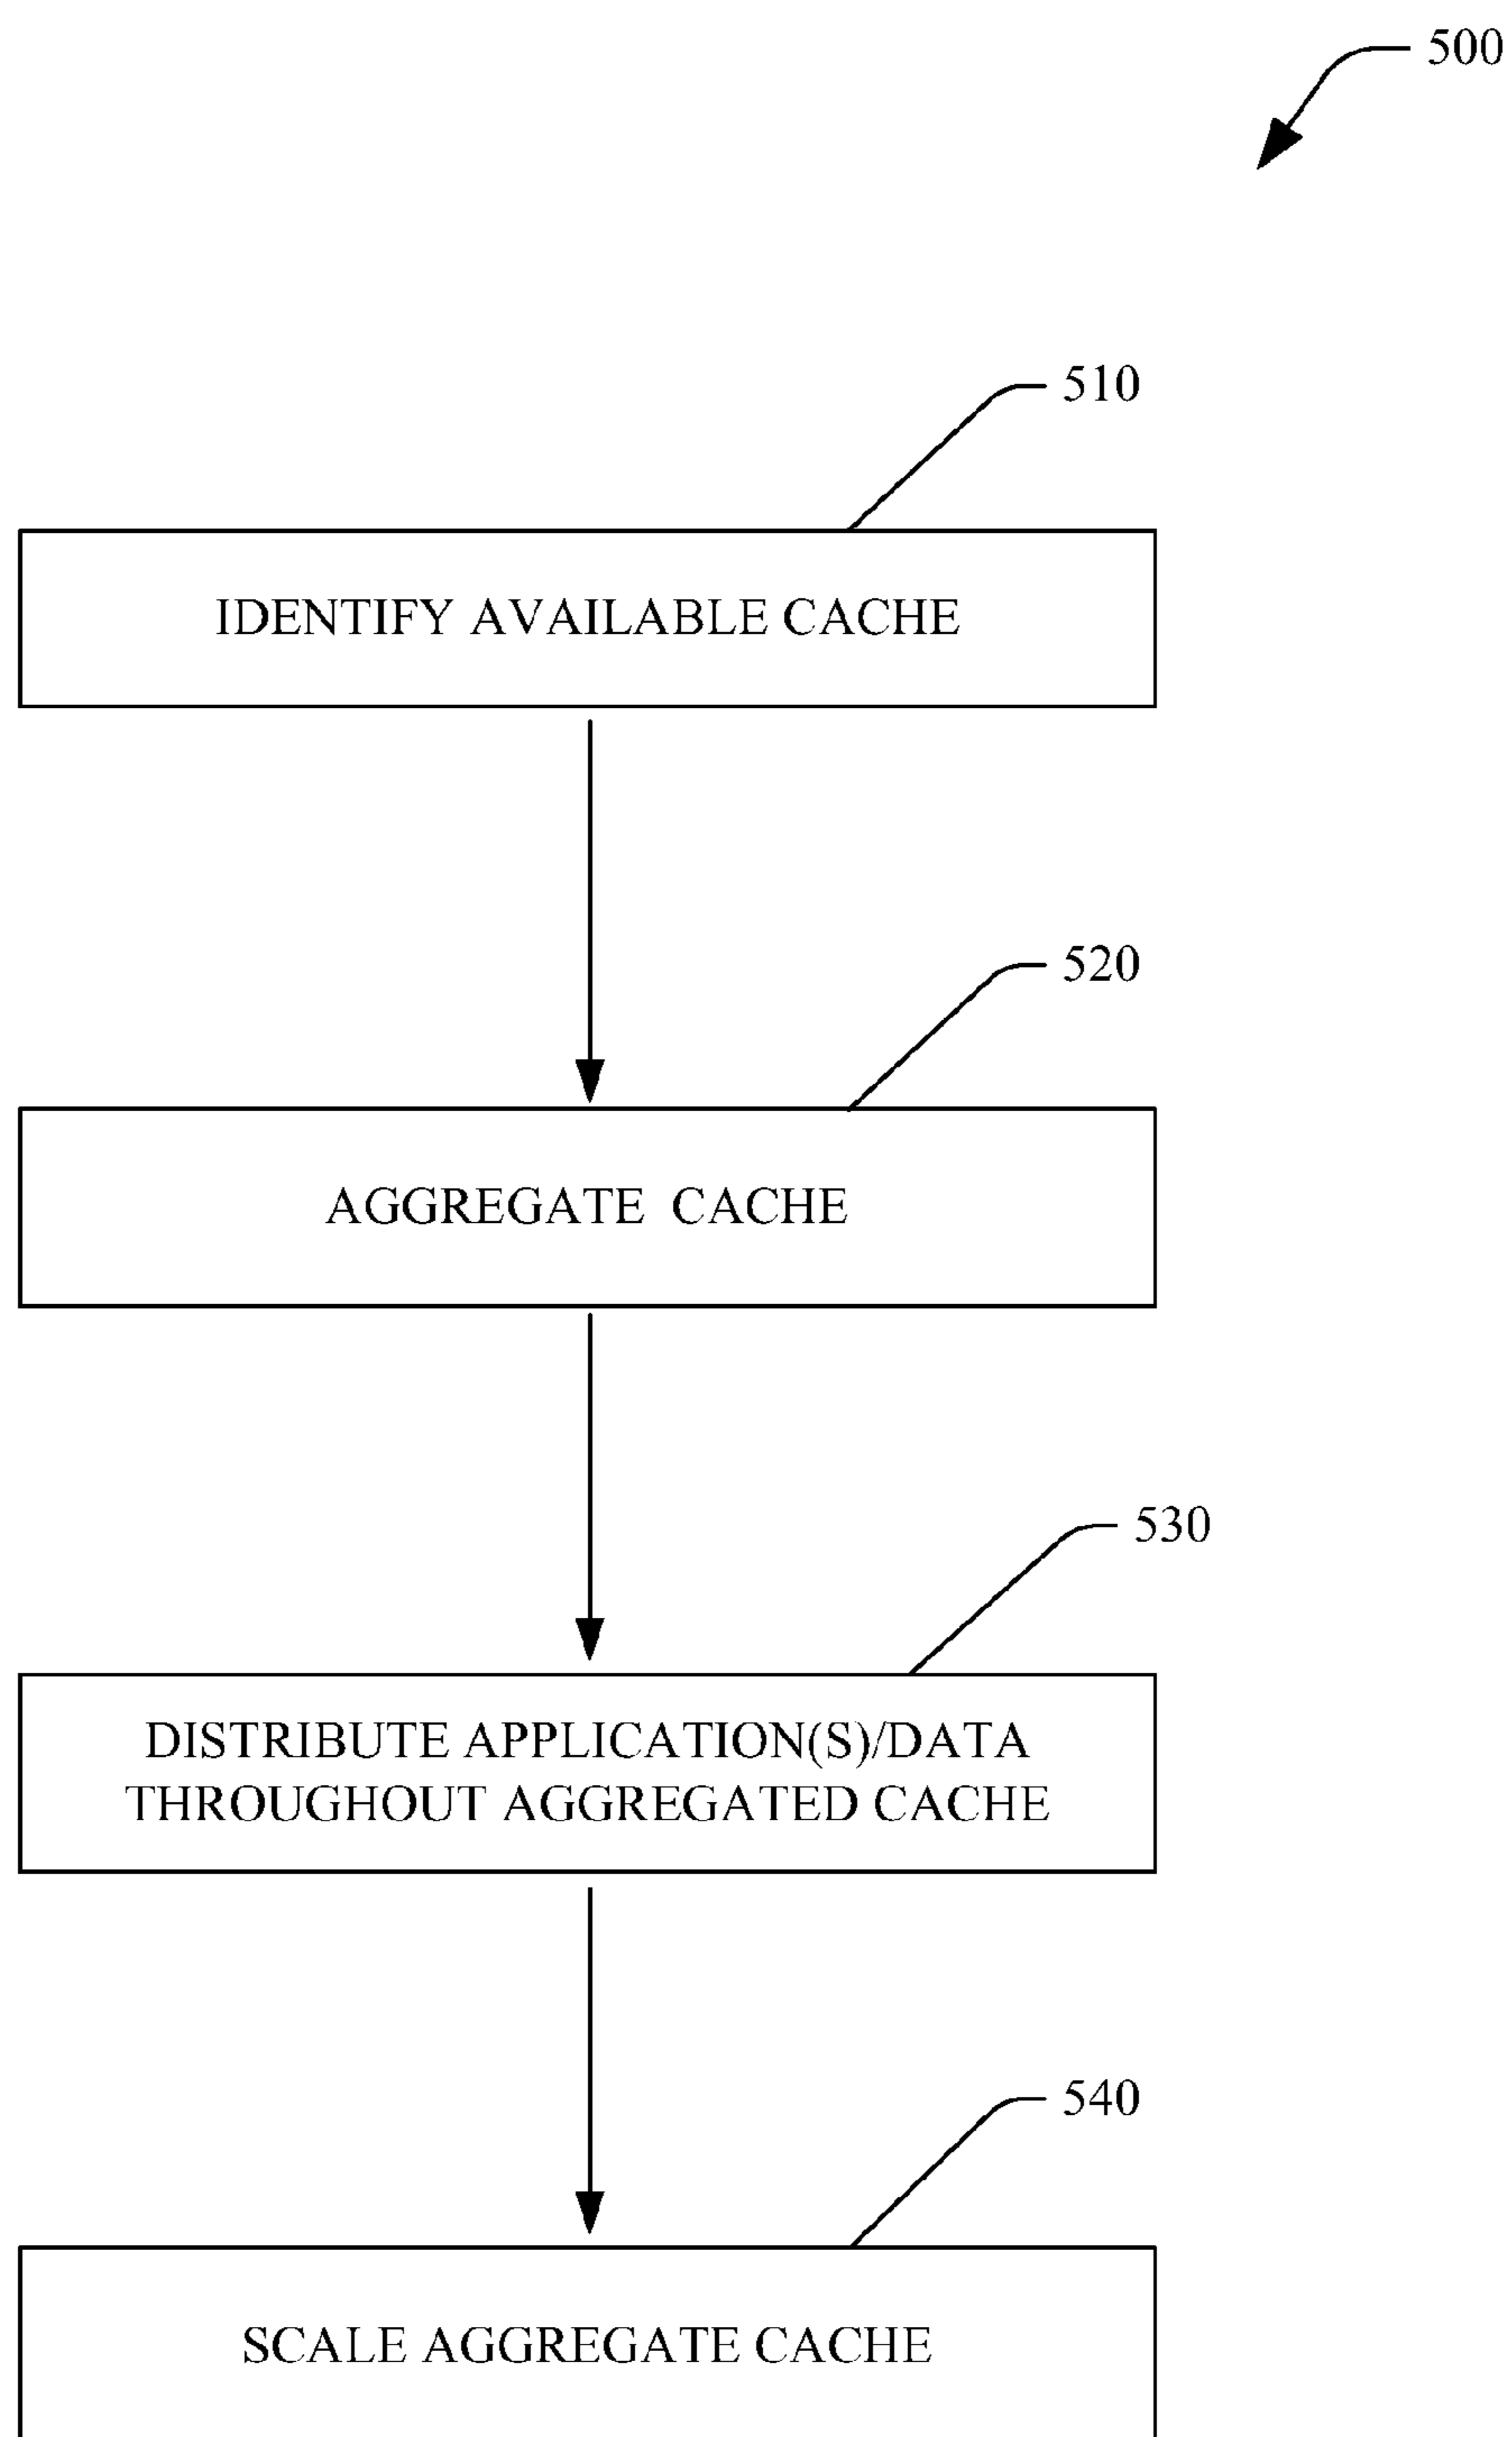 500
510
IDENTIFY AVAILABLE CACHE
520
AGGREGATE CACHE
530
DISTRIBUTE APPLICATION(S)/DATA
THROUGHOUT AGGREGATED CACHE
540
SCALE AGGREGATE CACHE